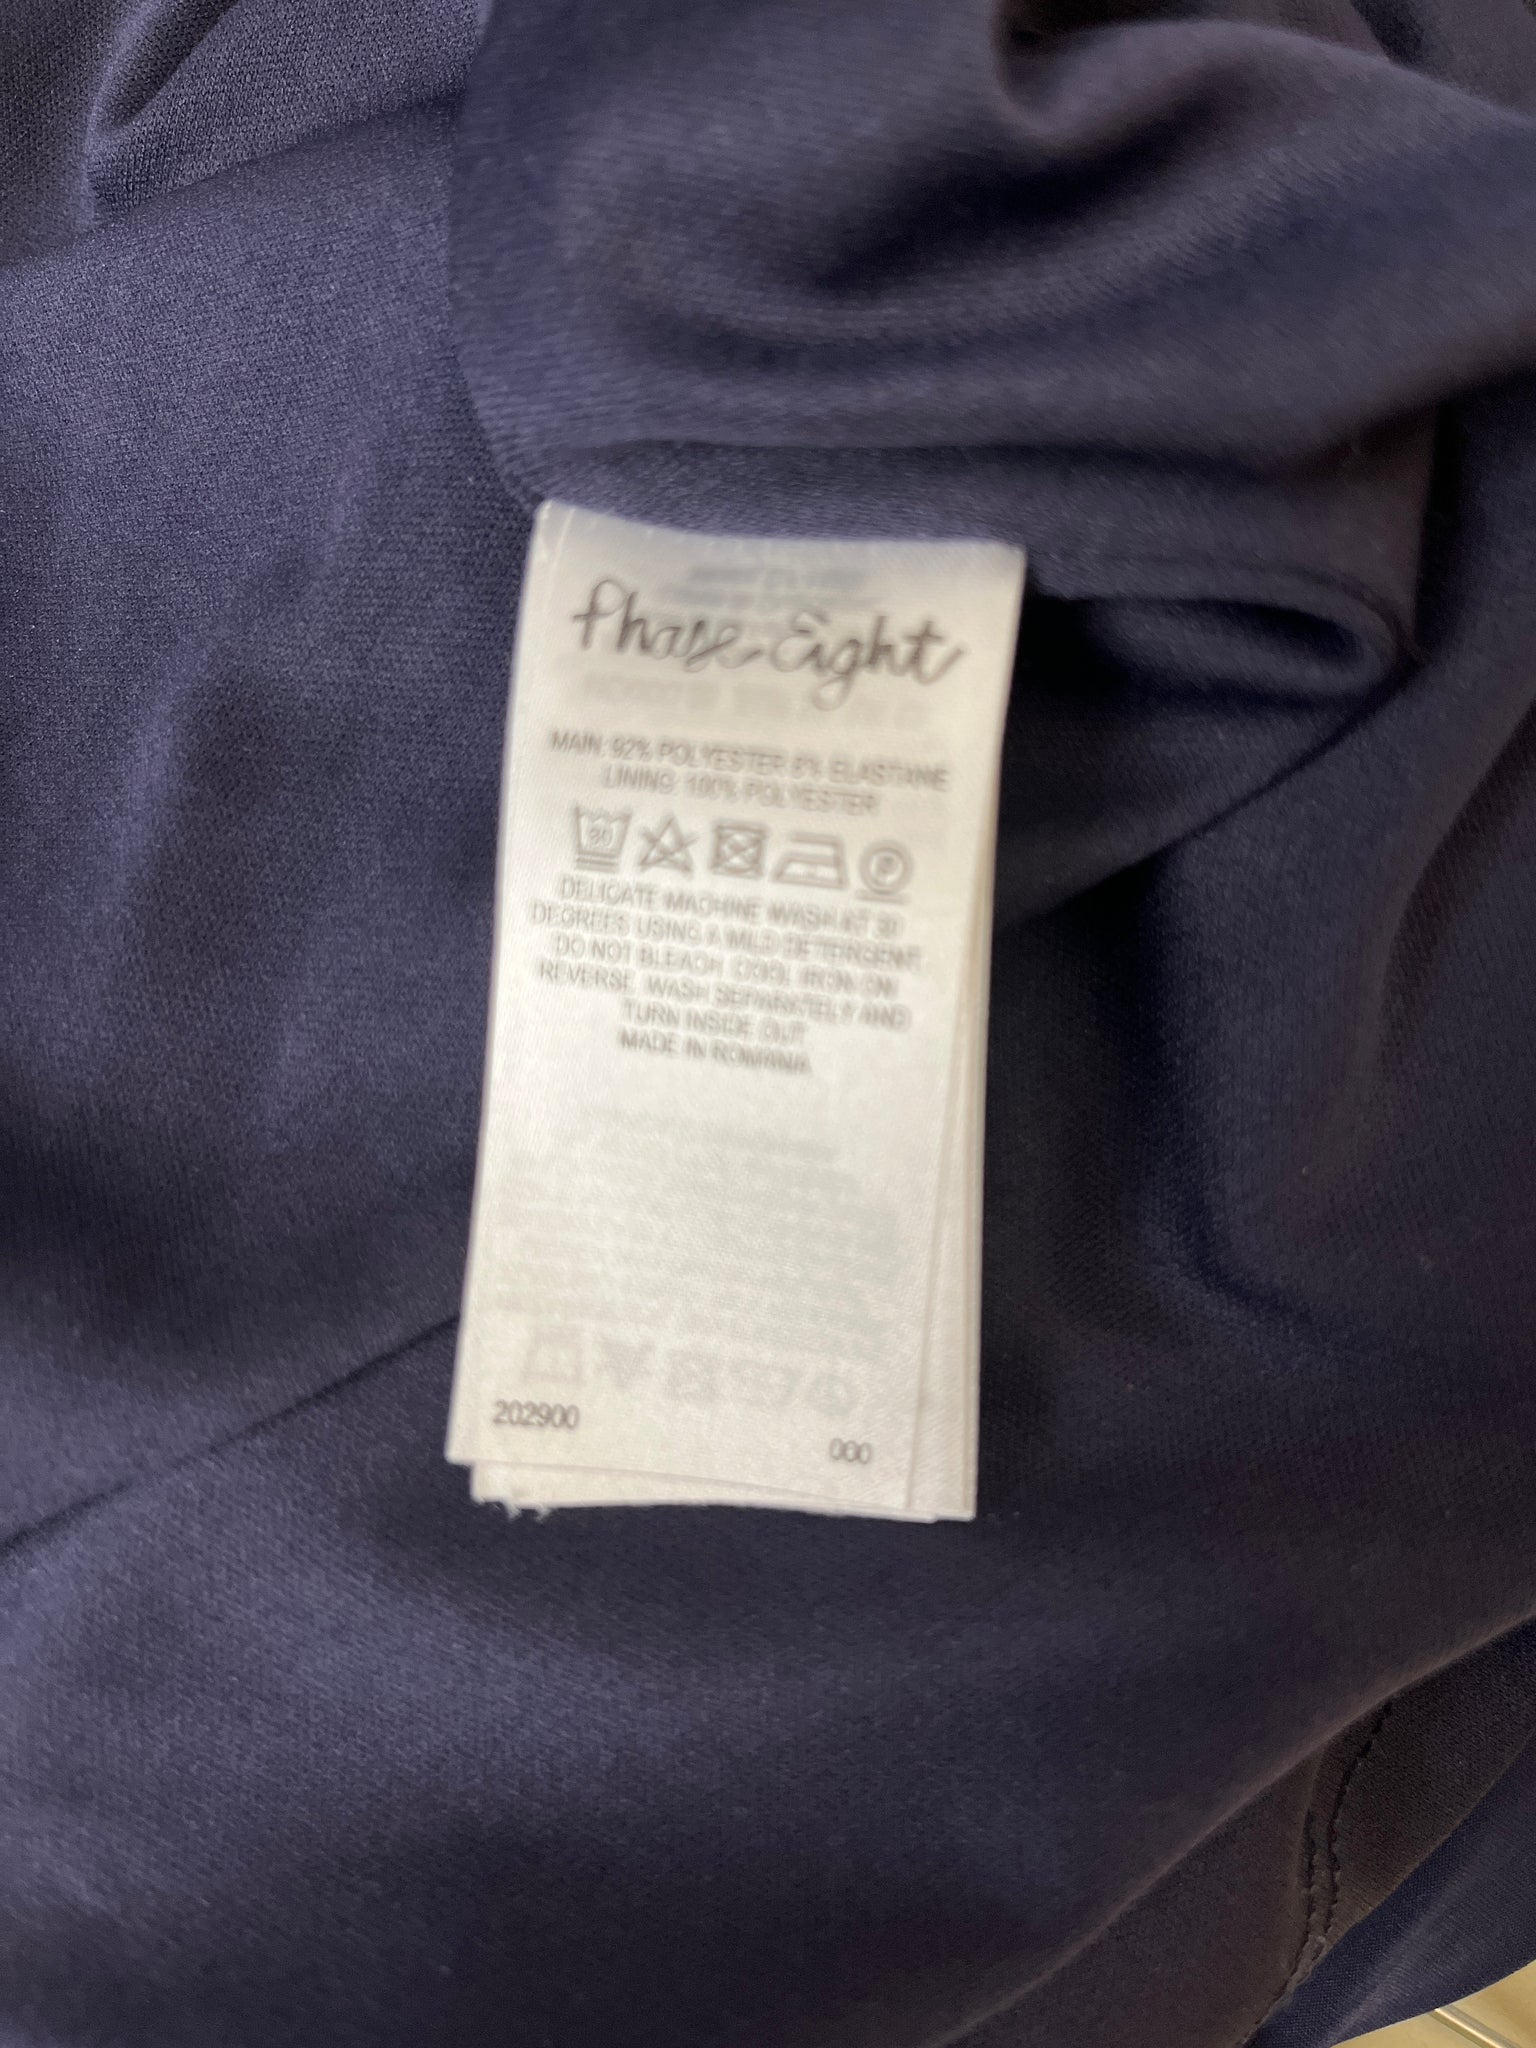 Phase Eight
MAIN: 92% POLYESTER 8% ELASTANE
LINING: 100% POLYESTER
30
P
DELICATE MACHINE WASH AT 30
DEGREES USING A MILD DETERGENT
DO NOT BLEACH. COOL IRON ON
REVERSE. WASH SEPARATELY AND
TURN INSIDE OUT
MADE IN ROMANIA
202900
000